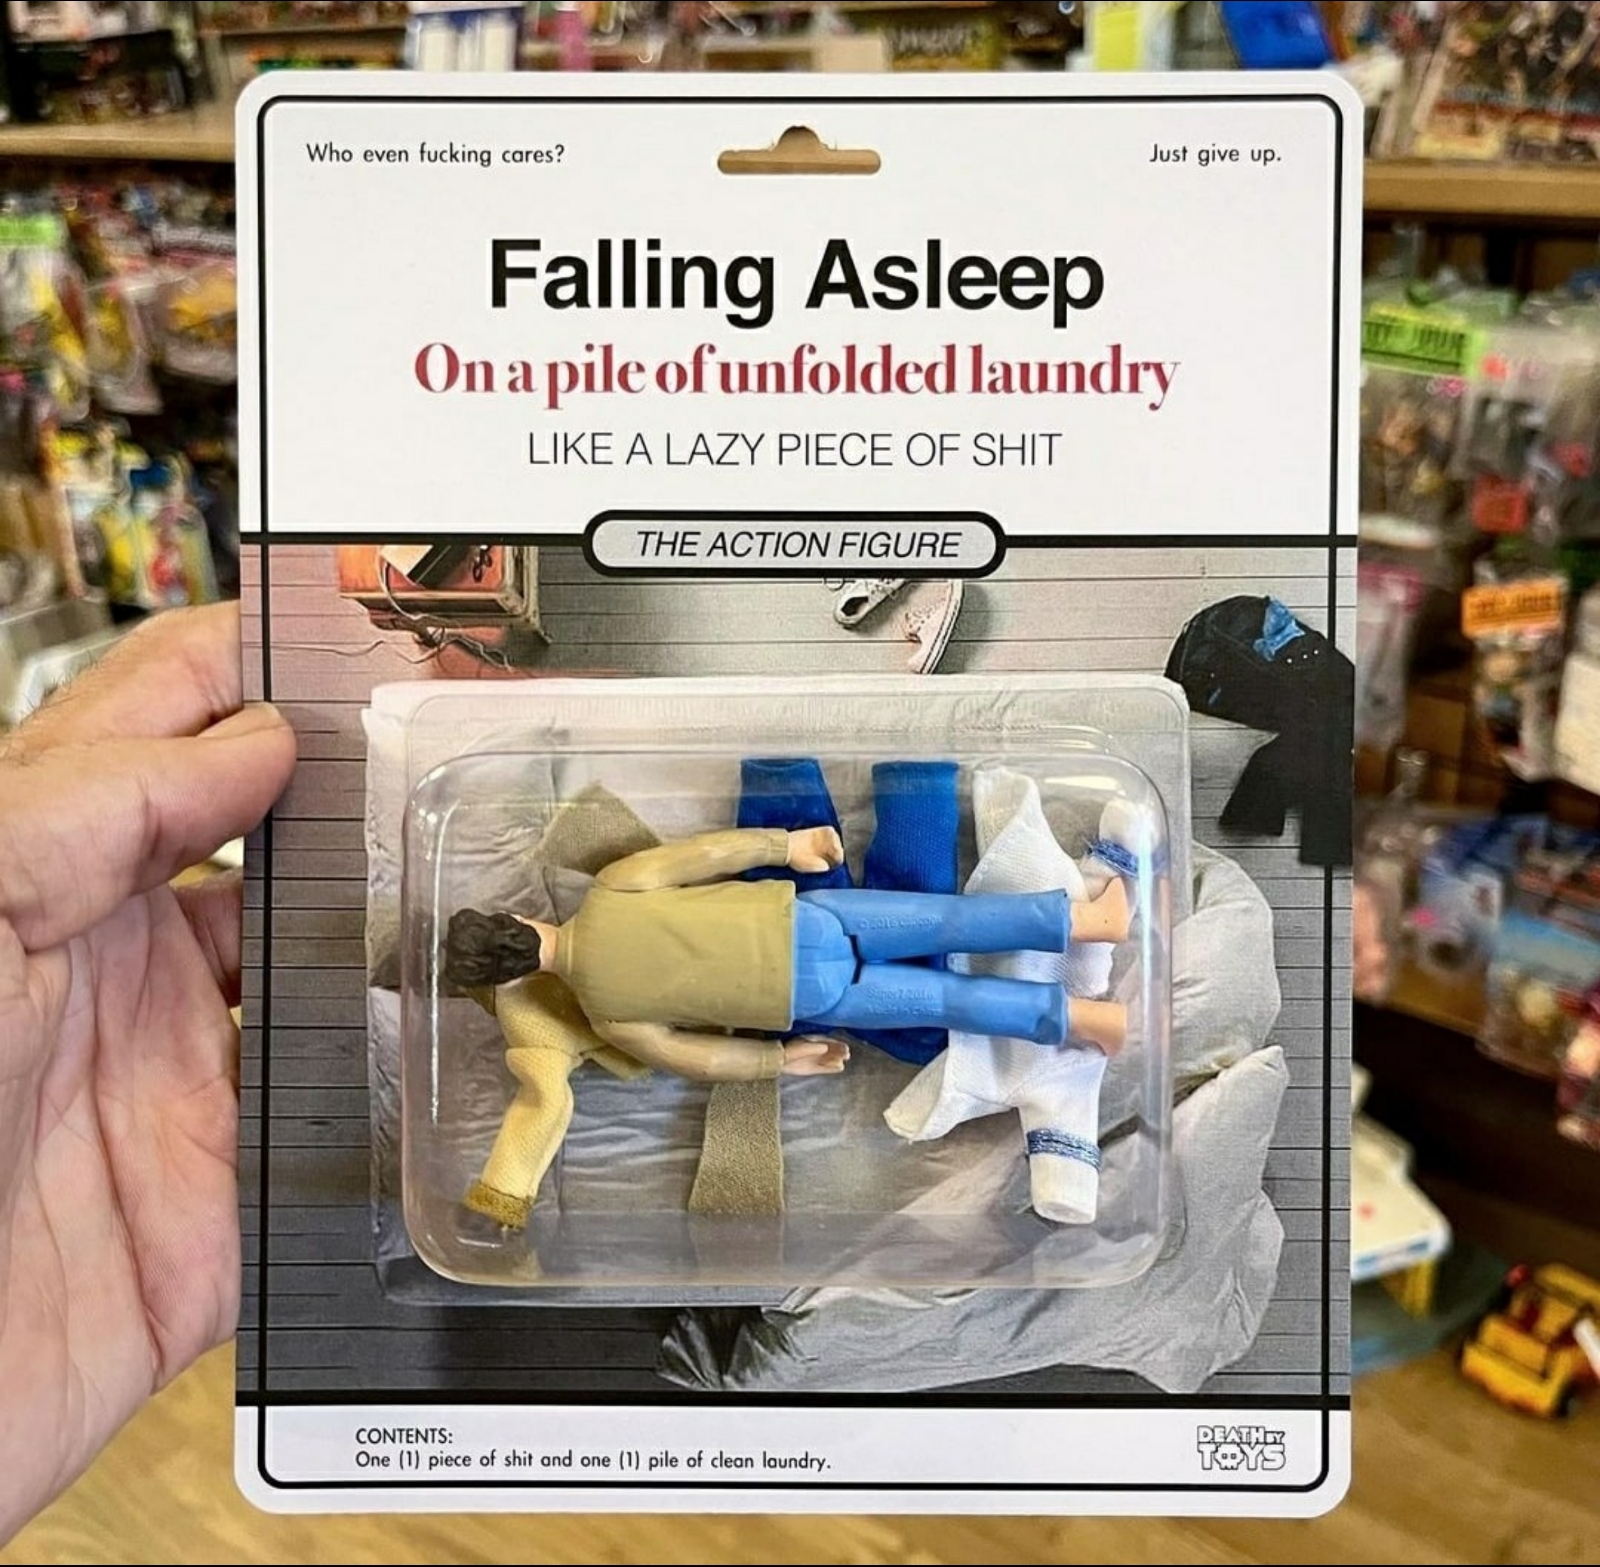 Who even fucking cares?
Just give up.
Falling Asleep
On a pile of unfolded laundry
LIKE A LAZY PIECE OF SHIT
THE ACTION FIGURE
CONTENTS:
One (1) piece of shit and one (1) pile of clean laundry.
DEATH BY
TOYS